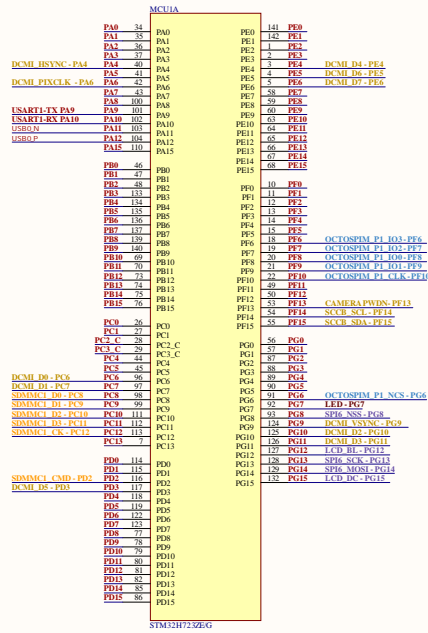 MCU1A
PA0 34 PA0
PA1 35 PA1
PA2 36 PA2
PA3 37 PA3
DCMI_HSYNC - PA4 PA4 40 PA4
PA5 41 PA5
DCMI_PIXCLK - PA6 PA6 42 PA6
PA7 43 PA7
PA8 100 PA8
USART1-TX PA9 PA9 101 PA9
USART1-RX PA10 PA10 102 PA10
USB0_N PA11 103 PA11
USB0_P PA12 104 PA12
PA15 110 PA15
PB0 46 PB0
PB1 47 PB1
PB2 48 PB2
PB3 133 PB3
PB4 134 PB4
PB5 135 PB5
PB6 136 PB6
PB7 137 PB7
PB8 139 PB8
PB9 140 PB9
PB10 69 PB10
PB11 70 PB11
PB12 73 PB12
PB13 74 PB13
PB14 75 PB14
PB15 76 PB15
PC0 26 PC0
PC1 27 PC1
PC2_C 28 PC2_C
PC3_C 29 PC3_C
PC4 44 PC4
PC5 45 PC5
DCMI_D0 - PC6 PC6 96 PC6
DCMI_D1 - PC7 PC7 97 PC7
SDMMC1_D0 - PC8 PC8 98 PC8
SDMMC1_D1 - PC9 PC9 99 PC9
SDMMC1_D2 - PC10 PC10 111 PC10
SDMMC1_D3 - PC11 PC11 112 PC11
SDMMC1_CK - PC12 PC12 113 PC12
PC13 7 PC13
PD0 114 PD0
PD1 115 PD1
SDMMC1_CMD - PD2 PD2 116 PD2
DCMI_D5 - PD3 PD3 117 PD3
PD4 118 PD4
PD5 119 PD5
PD6 122 PD6
PD7 123 PD7
PD8 77 PD8
PD9 78 PD9
PD10 79 PD10
PD11 80 PD11
PD12 81 PD12
PD13 82 PD13
PD14 85 PD14
PD15 86 PD15
PE0 141 PE0
PE1 142 PE1
PE2 1 PE2
PE3 2 PE3
PE4 3 PE4 DCMI_D4 - PE4
PE5 4 PE5 DCMI_D6 - PE5
PE6 5 PE6 DCMI_D7 - PE6
PE7 58 PE7
PE8 59 PE8
PE9 60 PE9
PE10 63 PE10
PE11 64 PE11
PE12 65 PE12
PE13 66 PE13
PE14 67 PE14
PE15 68 PE15
PF0 10 PF0
PF1 11 PF1
PF2 12 PF2
PF3 13 PF3
PF4 14 PF4
PF5 15 PF5
PF6 18 PF6 OCTOSPIM_P1_IO3 - PF6
PF7 19 PF7 OCTOSPIM_P1_IO2 - PF7
PF8 20 PF8 OCTOSPIM_P1_IO0 - PF8
PF9 21 PF9 OCTOSPIM_P1_IO1 - PF9
PF10 22 PF10 OCTOSPIM_P1_CLK - PF10
PF11 49 PF11
PF12 50 PF12
PF13 53 PF13 CAMERA PWDN- PF13
PF14 54 PF14 SCCB_SCL - PF14
PF15 55 PF15 SCCB_SDA - PF15
PG0 56 PG0
PG1 57 PG1
PG2 87 PG2
PG3 88 PG3
PG4 89 PG4
PG5 90 PG5
PG6 91 PG6 OCTOSPIM_P1_NCS - PG6
PG7 92 PG7 LED - PG7
PG8 93 PG8 SPI6_NSS - PG8
PG9 124 PG9 DCMI_VSYNC - PG9
PG10 125 PG10 DCMI_D2 - PG10
PG11 126 PG11 DCMI_D3 - PG11
PG12 127 PG12 LCD_BL - PG12
PG13 128 PG13 SPI6_SCK - PG13
PG14 129 PG14 SPI6_MOSI - PG14
PG15 132 PG15 LCD_DC - PG15
STM32H723ZEG